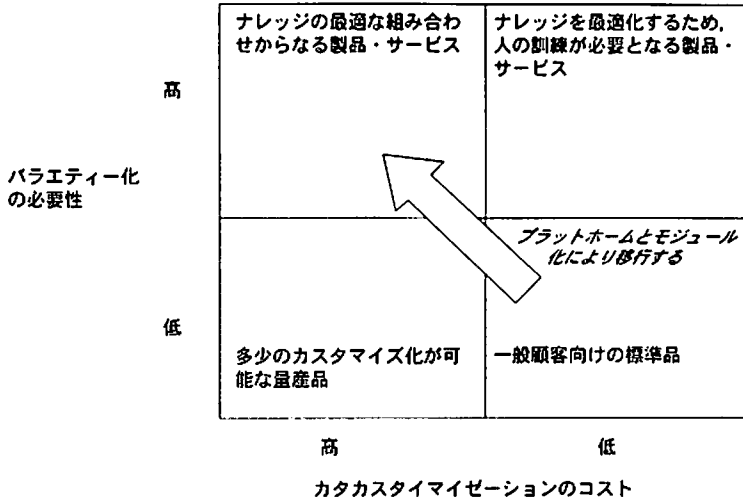 ナレッジの最適な組み合わ
せからなる製品・サービス
ナレッジを最適化するため,
人の訓練が必要となる製品・
サービス
高
バラエティー化
の必要性
プラットホームとモジュール
化により移行する
低
多少のカスタマイズ化が可
能な量産品
一般顧客向けの標準品
高
低
カタカスタイマイゼーションのコスト